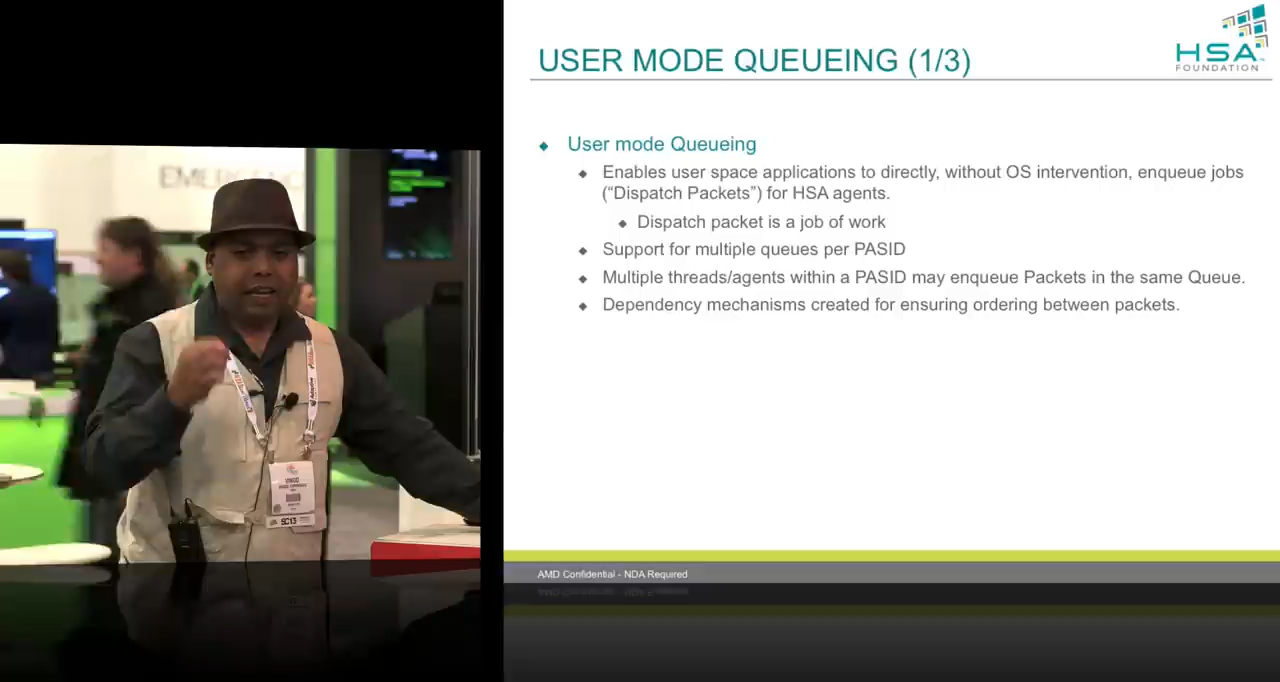 USER MODE QUEUEING (1/3)
HSA
FOUNDATION
User mode Queueing
Enables user space applications to directly, without OS intervention, enqueue jobs
(“Dispatch Packets”) for HSA agents.
Dispatch packet is a job of work
Support for multiple queues per PASID
Multiple threads/agents within a PASID may enqueue Packets in the same Queue.
Dependency mechanisms created for ensuring ordering between packets.
AMD Confidential - NDA Required
VINOD
SC13